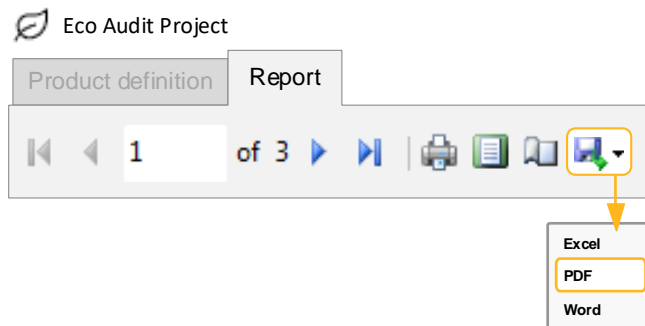 Eco Audit Project
Product definition Report
1 of 3
Excel
PDF
Word